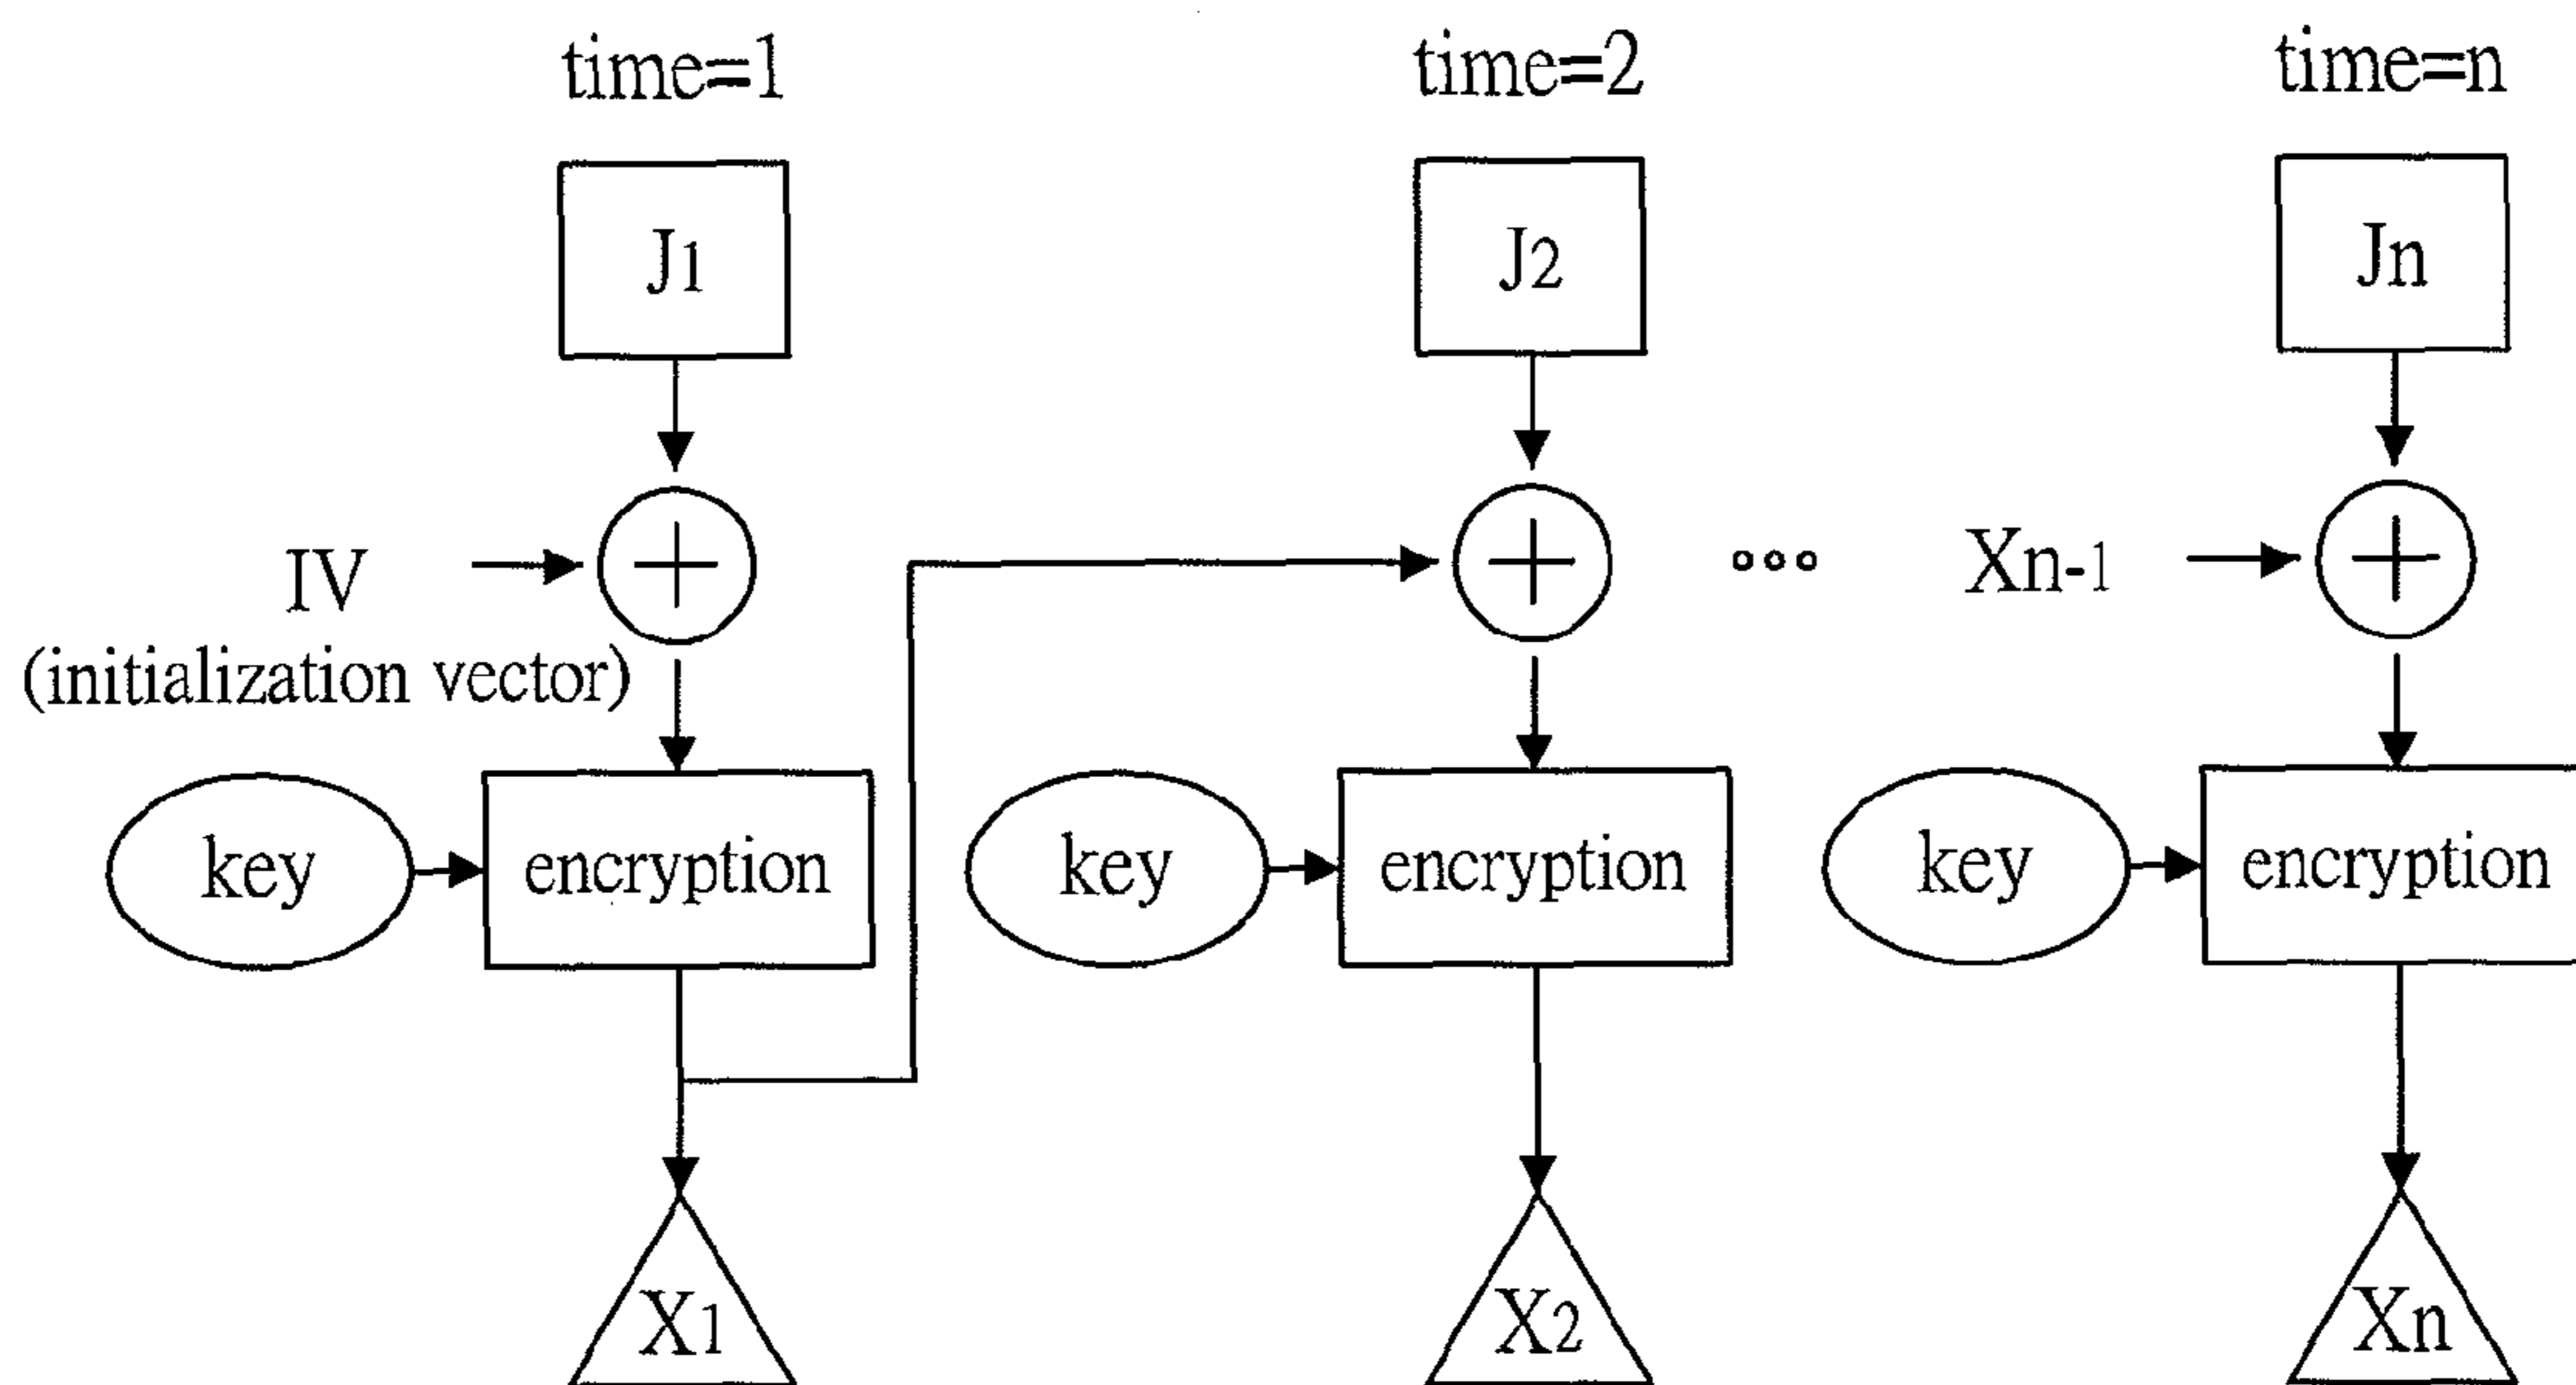 time=1
time=2
time=n
J1
J2
Jn
IV
(initialization vector)
Xn-1
key
encryption
key
encryption
key
encryption
X1
X2
Xn